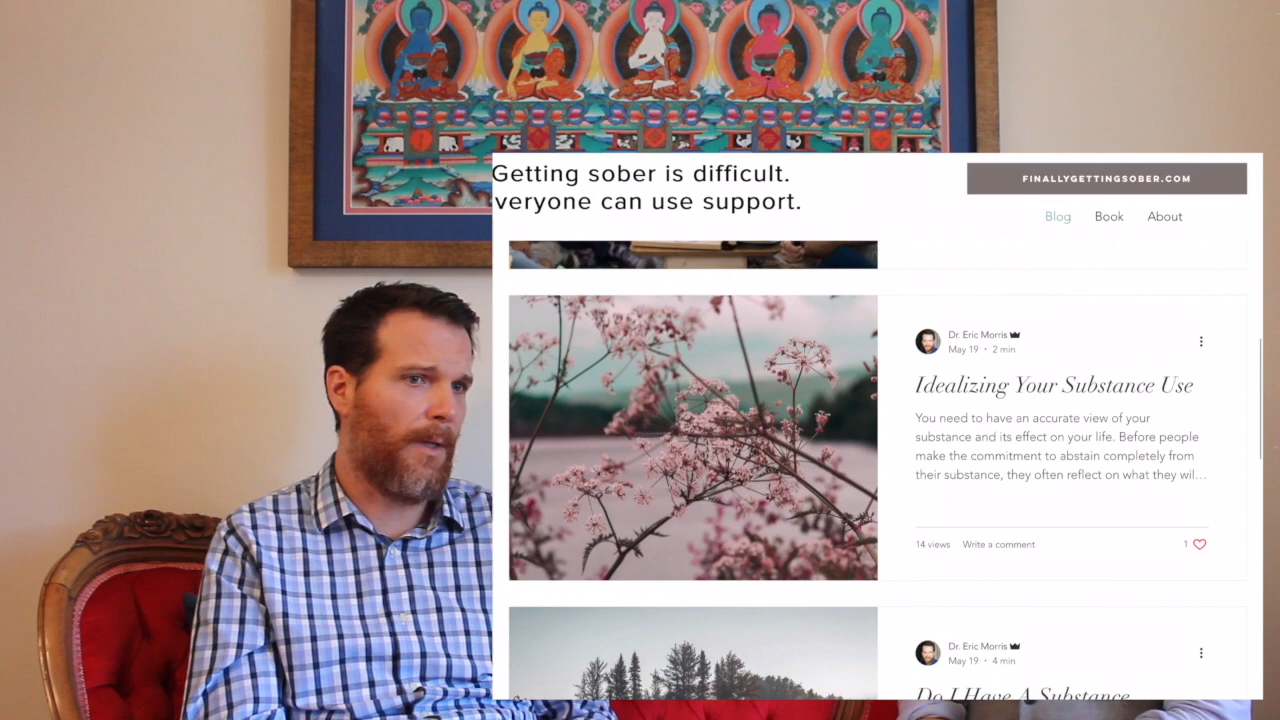 Getting sober is difficult.
veryone can use support.
FINALLYGETTINGSOBER.COM
Blog Book About
Dr. Eric Morris
May 19 · 2 min
Idealizing Your Substance Use
You need to have an accurate view of your
substance and its effect on your life. Before people
make the commitment to abstain completely from
their substance, they often reflect on what they wil...
14 views Write a comment 1
Dr. Eric Morris
May 19 · 4 min
Do I Have A Substance